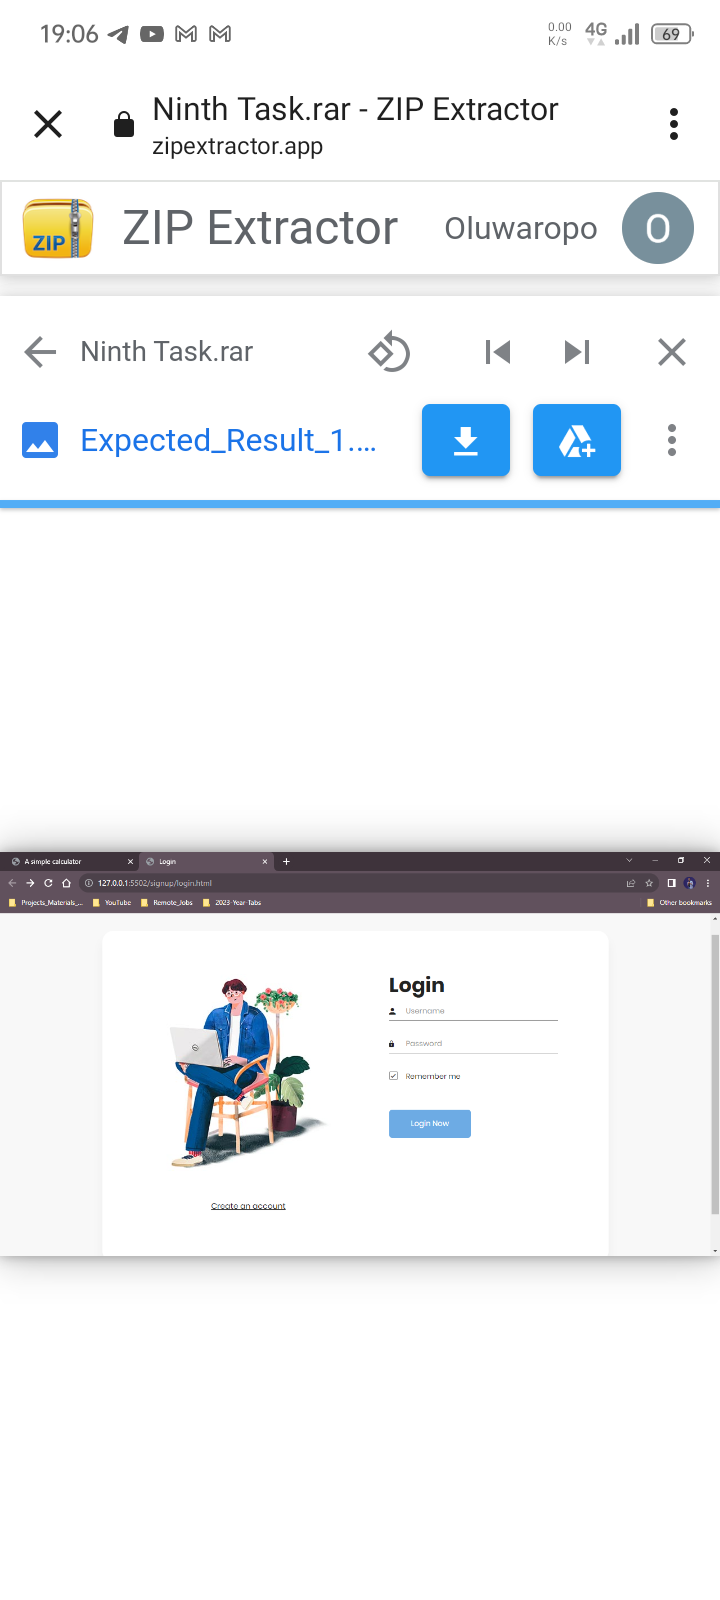 19:06
0.00
K/s
4G
69
Ninth Task.rar - ZIP Extractor
zipextractor.app
ZIP
ZIP Extractor
Oluwaropo
O
Ninth Task.rar
Expected_Result_1....
A simple calculator
Login
127.0.0.1:5502/signup/login.html
Projects_Materials_...
YouTube
Remote_Jobs
2023-Year-Tabs
Other bookmarks
Login
Username
Password
Remember me
Login Now
Create an account